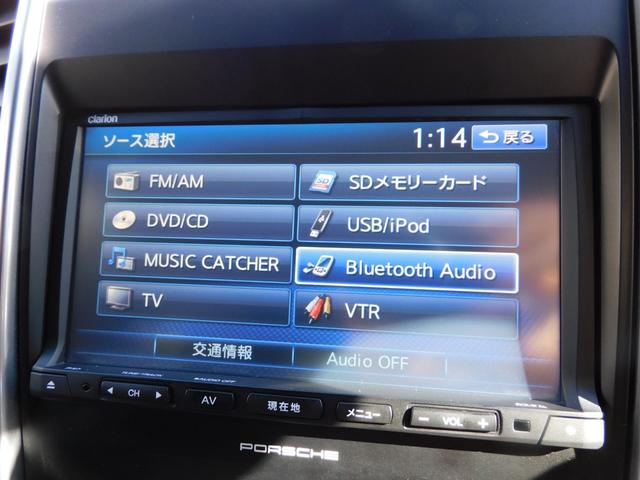 clarion
ソース選択
1:14
戻る
FM/AM
SDメモリーカード
DVD/CD
USB/iPod
MUSIC CATCHER
Bluetooth Audio
TV
VTR
交通情報
Audio OFF
CH
AV
現在地
メニュー
− VOL +
PORSCHE